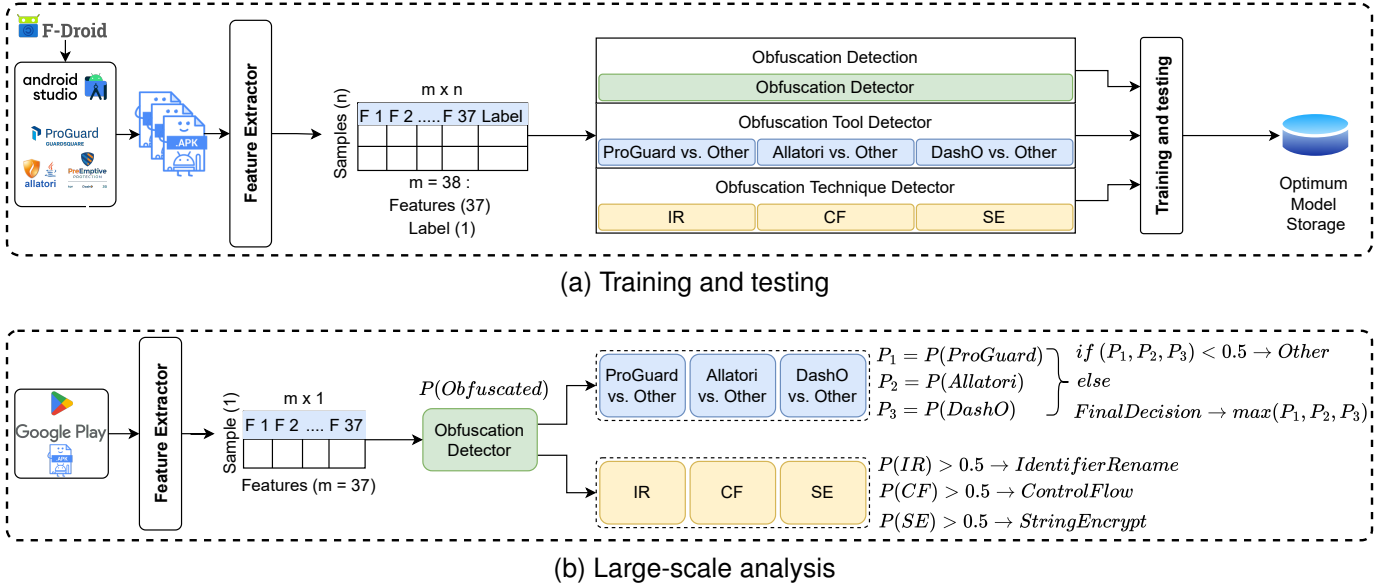 F-Droid
android
studio
AI
ProGuard
GUARDSQUARE
allatori
Java
PreEmptive
PROTECTION
DashO
.APK
Feature Extractor
Samples (n)
m x n
F 1 F 2 ..... F 37 Label
m = 38 :
Features (37)
Label (1)
Obfuscation Detection
Obfuscation Detector
Obfuscation Tool Detector
ProGuard vs. Other
Allatori vs. Other
DashO vs. Other
Obfuscation Technique Detector
IR
CF
SE
Training and testing
Optimum
Model
Storage
(a) Training and testing
Google Play
.APK
Feature Extractor
Sample (1)
m x 1
F 1 F 2 .... F 37
Features (m = 37)
P(Obfuscated)
Obfuscation
Detector
ProGuard
vs. Other
Allatori
vs. Other
DashO
vs. Other
P₁ = P(ProGuard)
P₂ = P(Allatori)
P₃ = P(DashO)
if (P₁, P₂, P₃) < 0.5 → Other
else
FinalDecision → max(P₁, P₂, P₃)
IR
CF
SE
P(IR) > 0.5 → IdentifierRename
P(CF) > 0.5 → ControlFlow
P(SE) > 0.5 → StringEncrypt
(b) Large-scale analysis